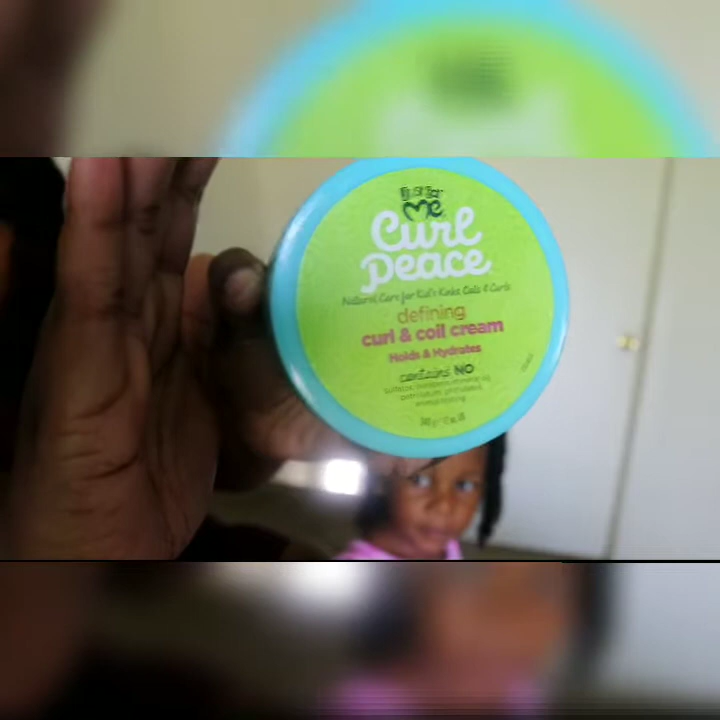 Just for
me
Curl
peace
Natural Care for Kid's Kinks Coils & Curls
defining
curl & coil cream
Holds & Hydrates
contains NO